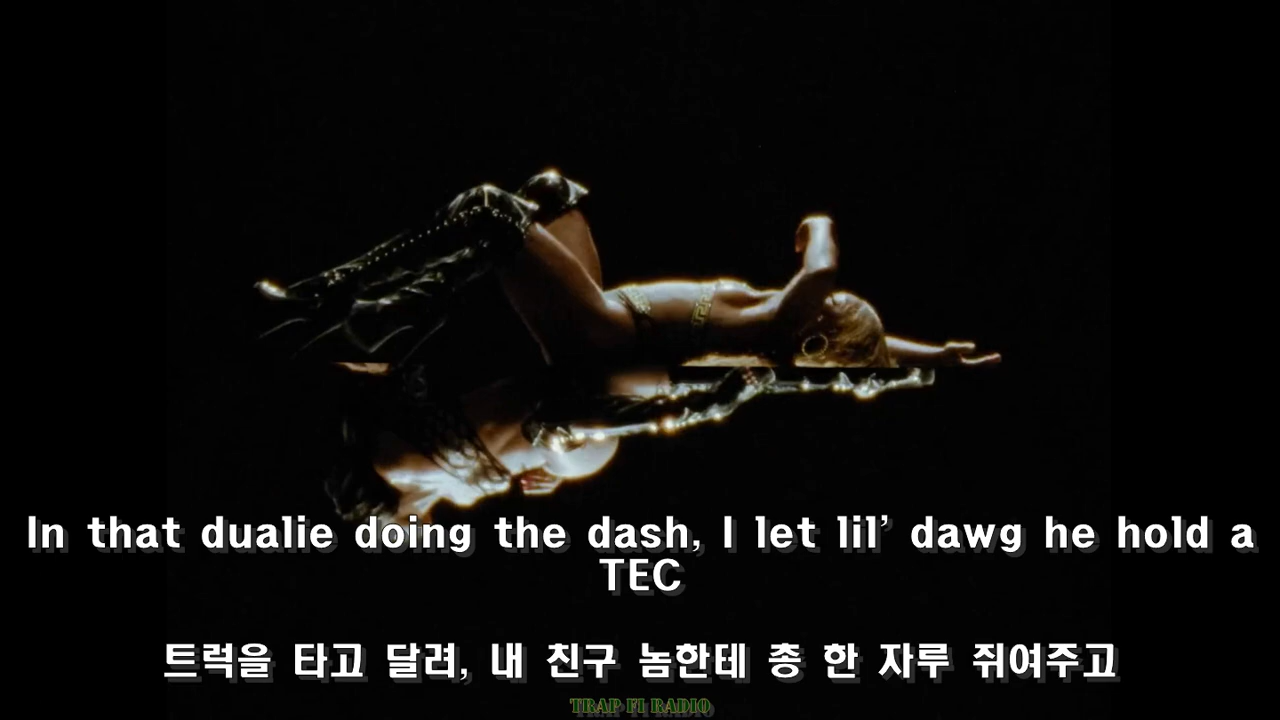 In that dualie doing the dash, I let lil’ dawg he hold a
TEC
트럭을 타고 달려, 내 친구 놈한테 총 한 자루 쥐여주고
TRAP FI RADIO